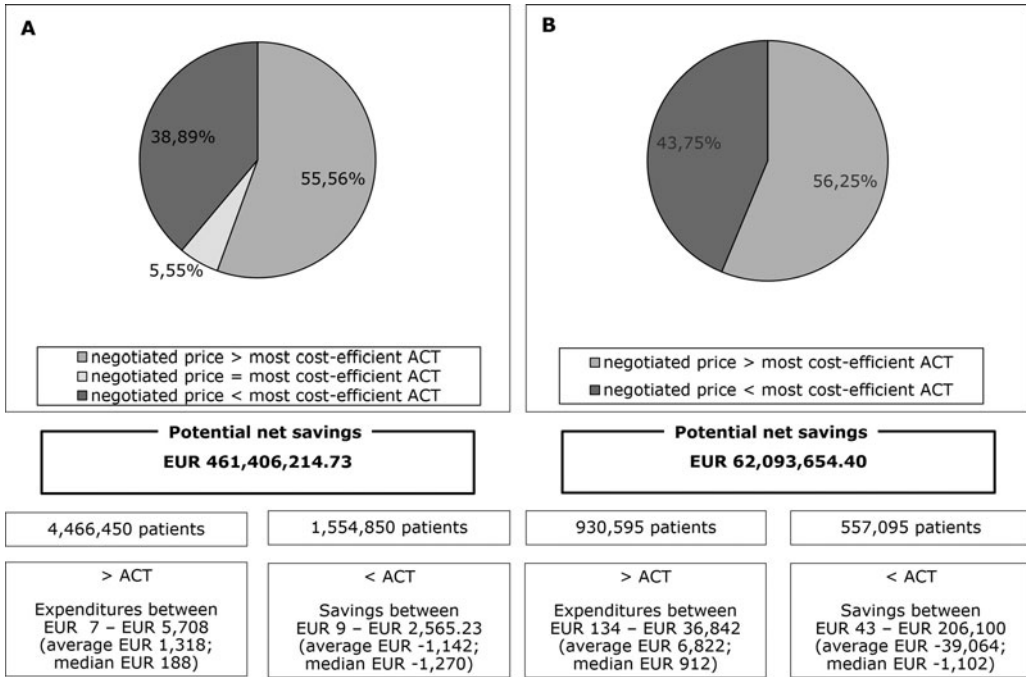 A
38,89%
55,56%
5,55%
negotiated price > most cost-efficient ACT
negotiated price = most cost-efficient ACT
negotiated price < most cost-efficient ACT
Potential net savings
EUR 461,406,214.73
4,466,450 patients
1,554,850 patients
> ACT
Expenditures between
EUR 7 – EUR 5,708
(average EUR 1,318;
median EUR 188)
< ACT
Savings between
EUR 9 – EUR 2,565.23
(average EUR -1,142;
median EUR -1,270)
B
43,75%
56,25%
negotiated price > most cost-efficient ACT
negotiated price < most cost-efficient ACT
Potential net savings
EUR 62,093,654.40
930,595 patients
557,095 patients
> ACT
Expenditures between
EUR 134 – EUR 36,842
(average EUR 6,822;
median EUR 912)
< ACT
Savings between
EUR 43 – EUR 206,100
(average EUR -39,064;
median EUR -1,102)